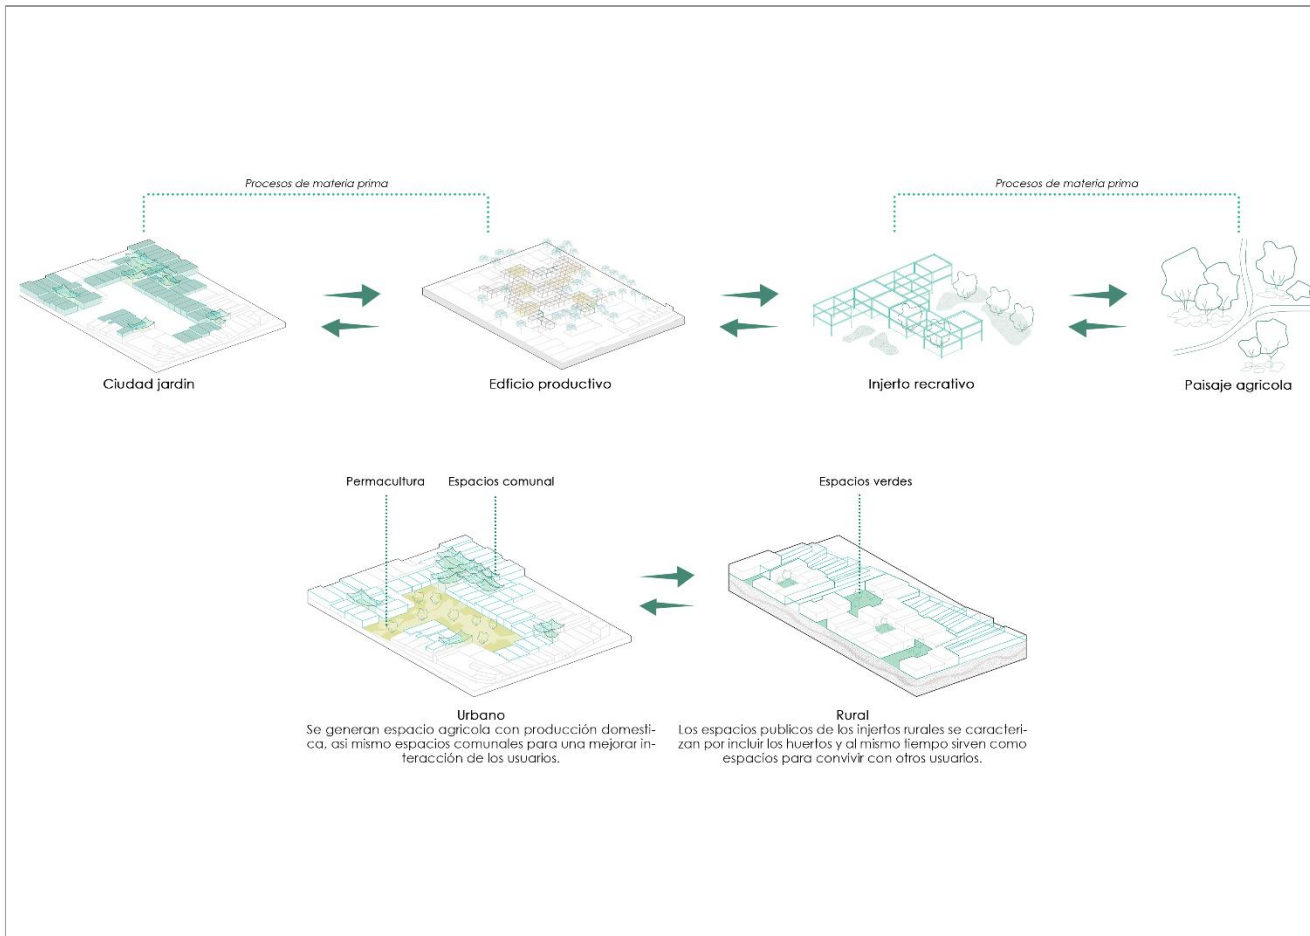 Procesos de materia prima
Procesos de materia prima
Ciudad jardin
Edficio productivo
Injerto recrativo
Paisaje agricola
Permacultura
Espacios comunal
Espacios verdes
Urbano
Se generan espacio agricola con producción domesti-
ca, asi mismo espacios comunales para una mejorar in-
teracción de los usuarios.
Rural
Los espacios publicos de los injertos rurales se caracteri-
zan por incluir los huertos y al mismo tiempo sirven como
espacios para convivir con otros usuarios.